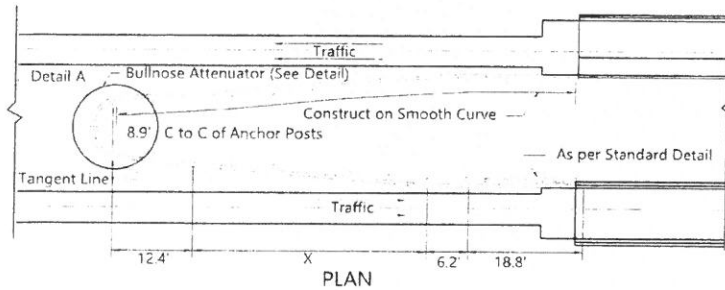 Traffic
Detail A
Bullnose Attenuator (See Detail)
Construct on Smooth Curve
8.9' C to C of Anchor Posts
As per Standard Detail
Tangent Line
Traffic
12.4' X 6.2' 18.8'
PLAN